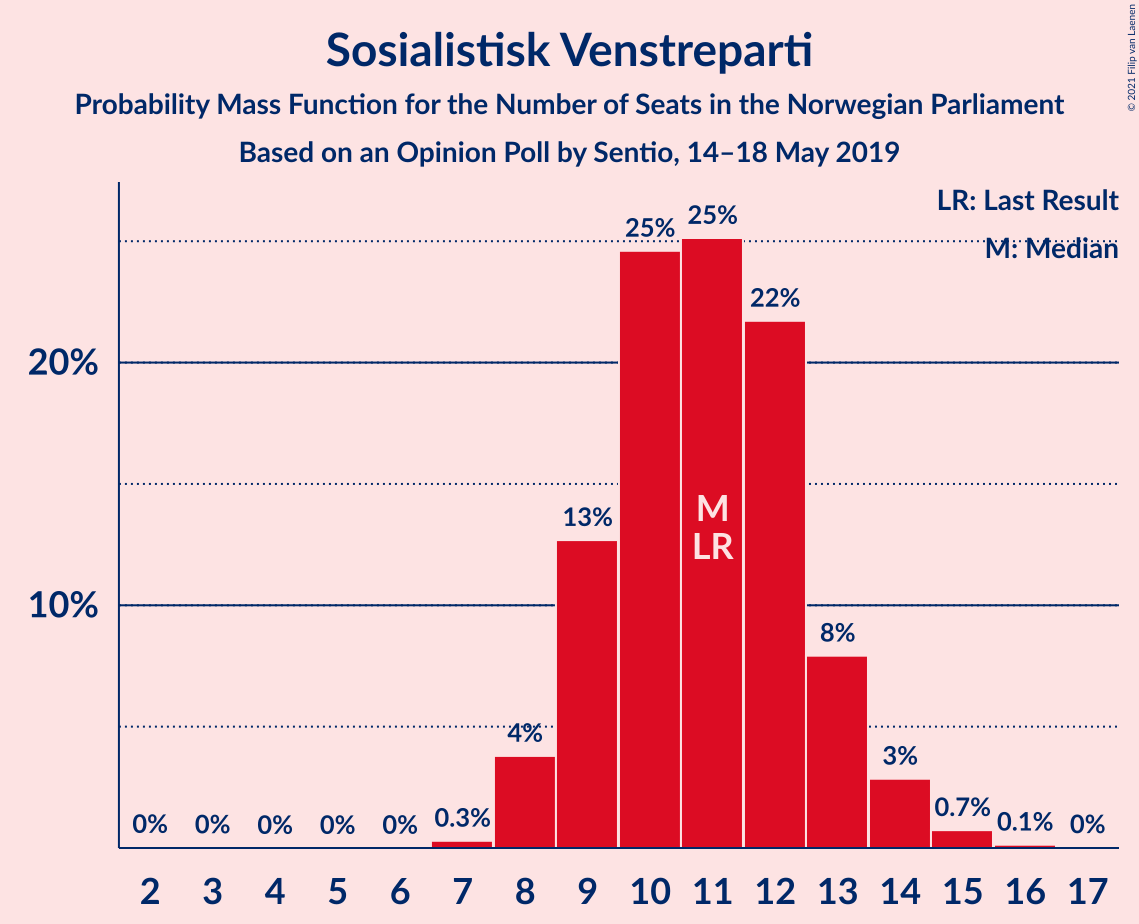 Sosialistisk Venstreparti
Probability Mass Function for the Number of Seats in the Norwegian Parliament
Based on an Opinion Poll by Sentio, 14–18 May 2019
© 2021 Filip van Laenen
LR: Last Result
M: Median
20%
10%
0% 0% 0% 0% 0% 0.3% 4% 13% 25% 25% 22% 8% 3% 0.7% 0.1% 0%
M
LR
2 3 4 5 6 7 8 9 10 11 12 13 14 15 16 17